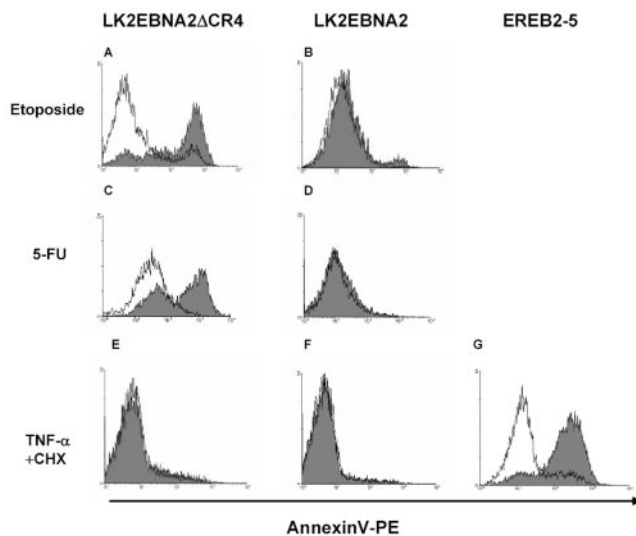 LK2EBNA2ΔCR4 LK2EBNA2 EREB2-5
A B
Etoposide
C D
5-FU
E F G
TNF-α
+CHX
AnnexinV-PE